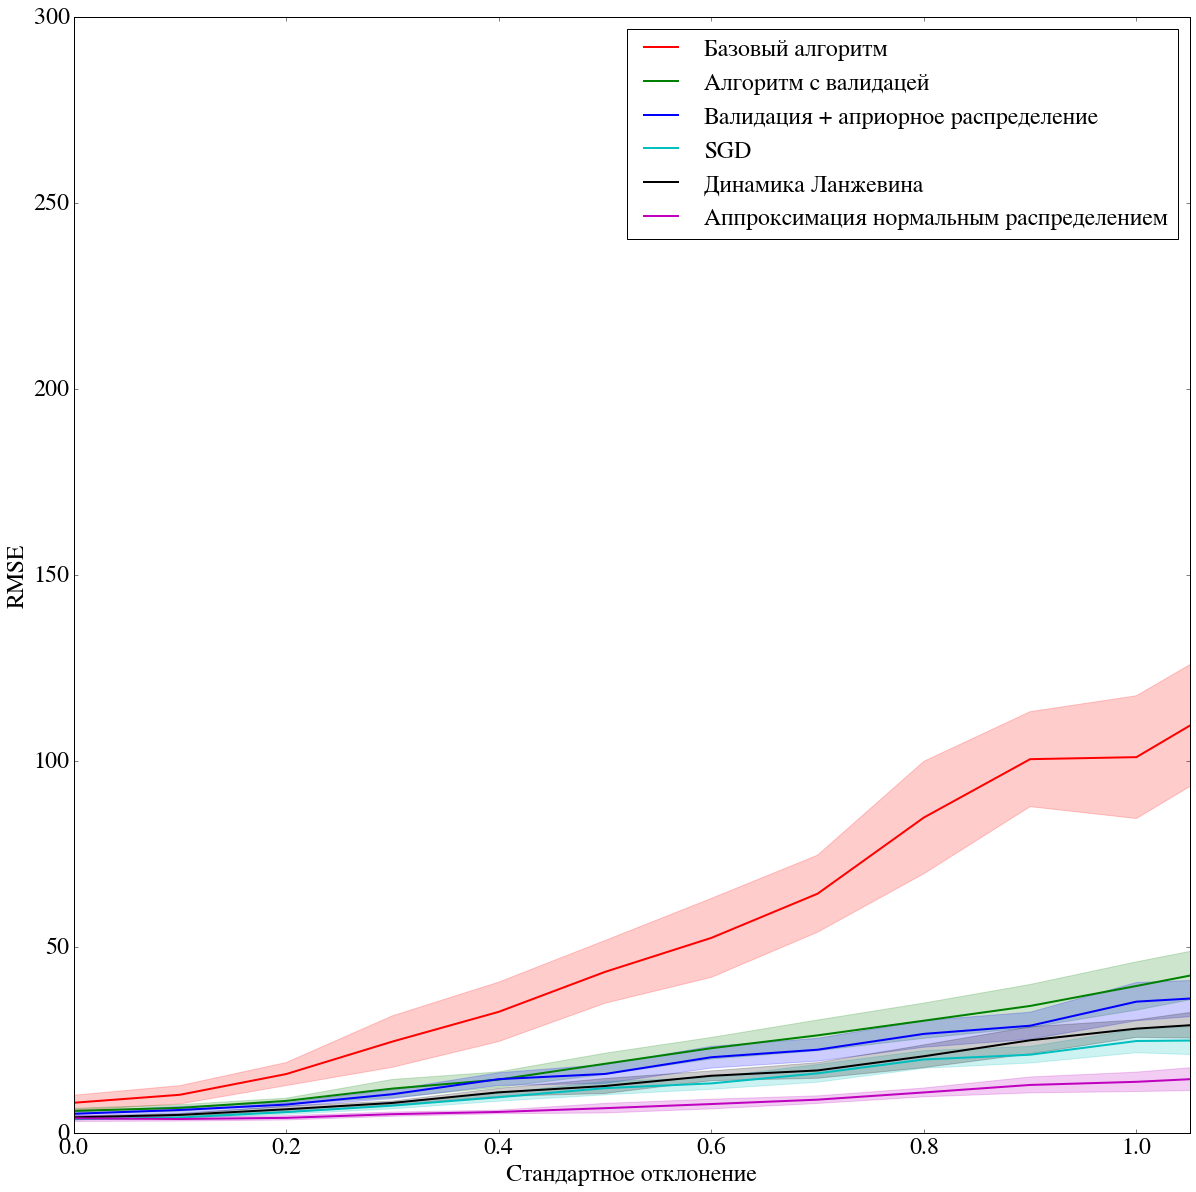 300
250
200
150
100
50
0
RMSE
Базовый алгоритм
Алгоритм с валидацей
Валидация + априорное распределение
SGD
Динамика Ланжевина
Аппроксимация нормальным распределением
0.0 0.2 0.4 0.6 0.8 1.0
Стандартное отклонение